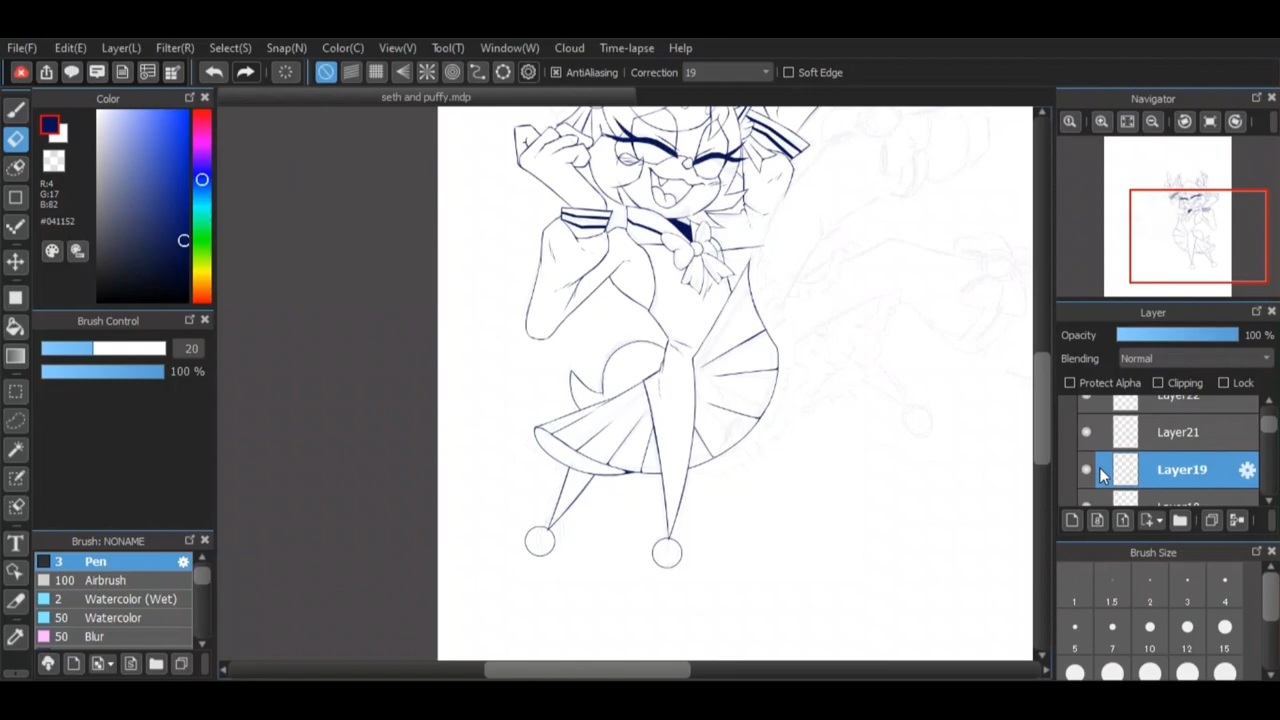 File(F) Edit(E) Layer(L) Filter(R) Select(S) Snap(N) Color(C) View(V) Tool(T) Window(W) Cloud Time-lapse Help
AntiAliasing Correction 19 Soft Edge
Color
seth and puffy.mdp
Navigator
R:4
G:17
B:82
#041152
Brush Control
20
100 %
Layer
Opacity 100 %
Blending Normal
Protect Alpha Clipping Lock
Layer22
Layer21
Layer19
Brush: NONAME
3 Pen
100 Airbrush
2 Watercolor (Wet)
50 Watercolor
50 Blur
T
Brush Size
1 1.5 2 3 4
5 7 10 12 15